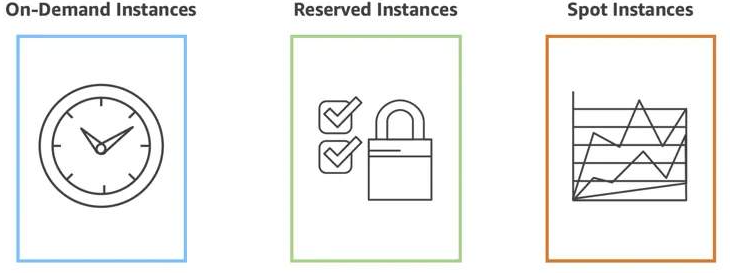 On-Demand Instances
Reserved Instances
Spot Instances